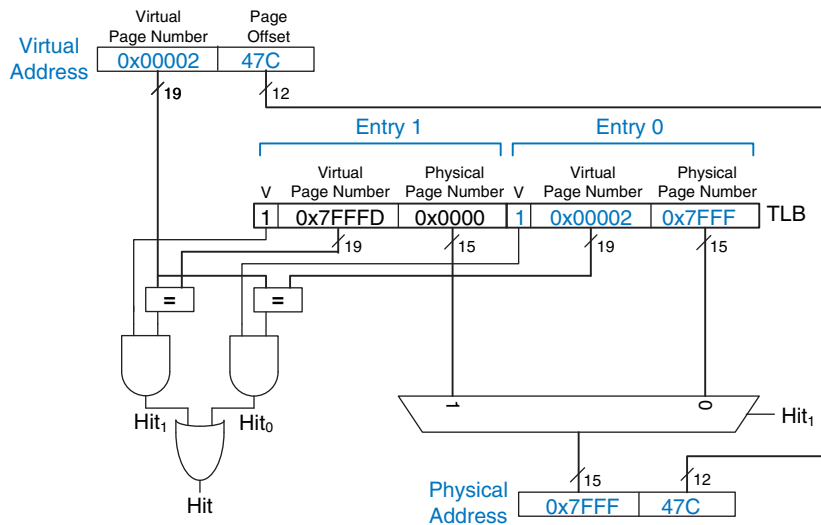 Virtual Page Number
Page Offset
Virtual Address
0x00002
47C
19
12
Entry 1
Entry 0
V
Virtual Page Number
Physical Page Number
V
Virtual Page Number
Physical Page Number
1
0x7FFFD
0x0000
1
0x00002
0x7FFF
TLB
19
15
19
15
=
=
1
0
Hit₁
Hit₀
Hit₁
Hit
15
12
Physical Address
0x7FFF
47C